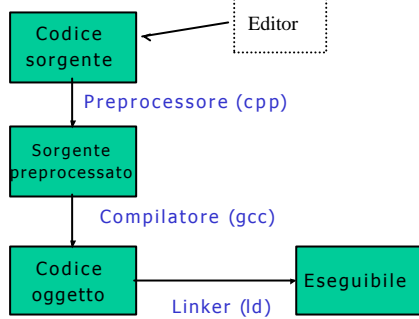 Codice
sorgente
Editor
Preprocessore (cpp)
Sorgente
preprocessato
Compilatore (gcc)
Codice
oggetto
Linker (ld)
Eseguibile